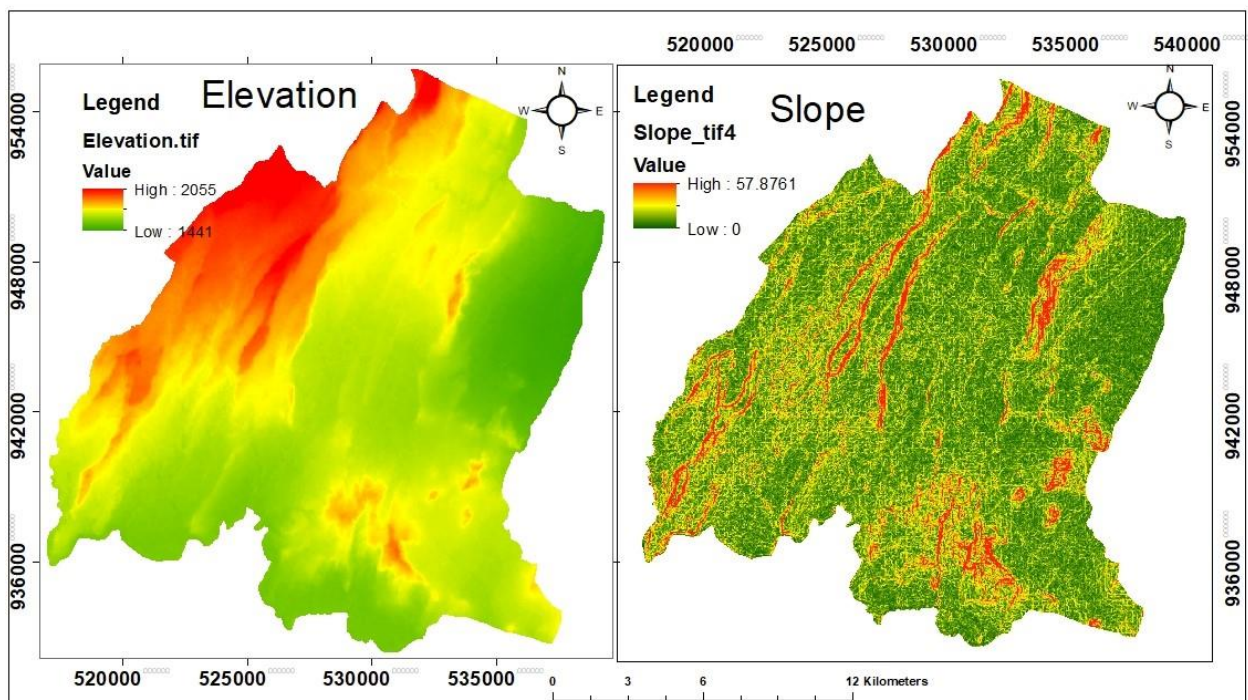 Elevation
Legend
Elevation.tif
Value
High : 2055
Low : 1441
N
W E
S
954000
948000
942000
936000
520000 525000 530000 535000
520000 525000 530000 535000 540000
Slope
Legend
Slope_tif4
Value
High : 57.8761
Low : 0
N
W E
S
954000
948000
942000
936000
0 3 6 12 Kilometers